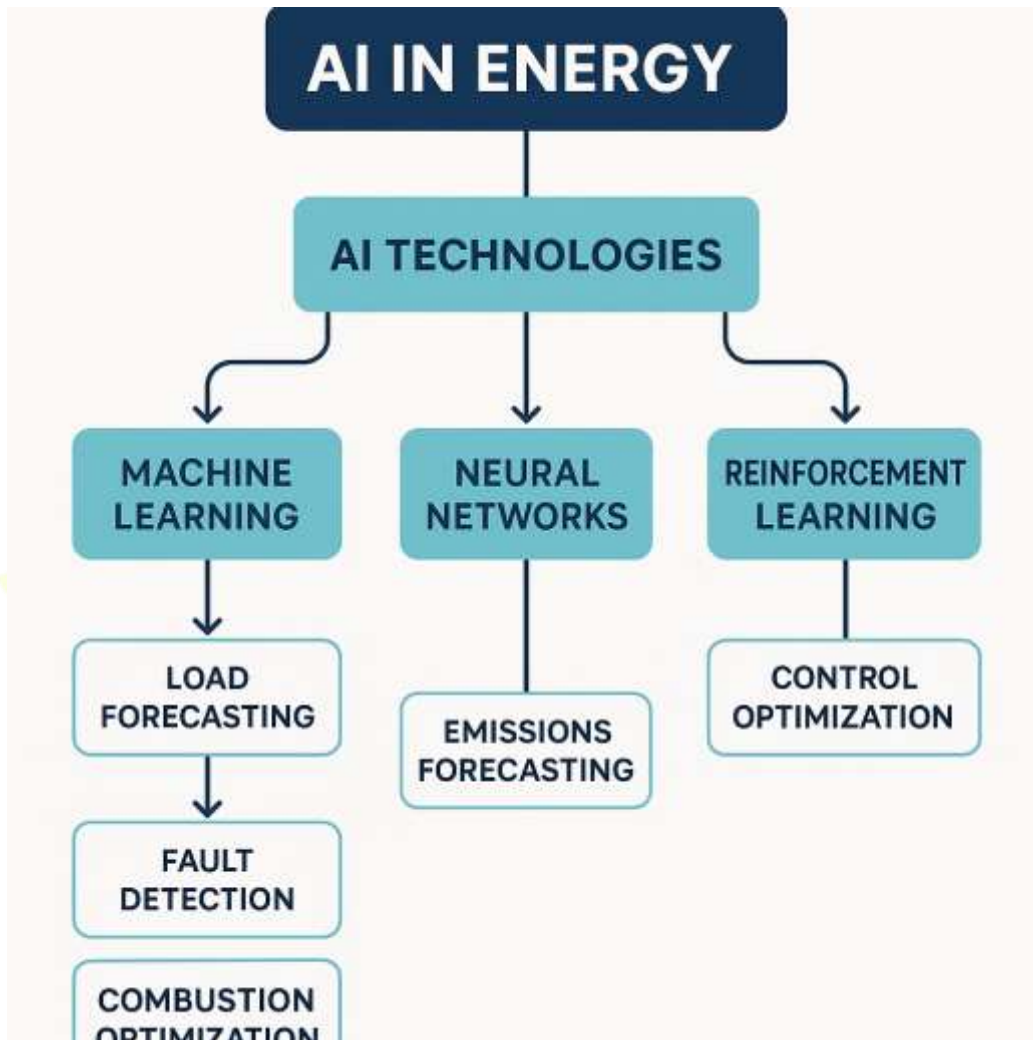 AI IN ENERGY
AI TECHNOLOGIES
MACHINE
LEARNING
NEURAL
NETWORKS
REINFORCEMENT
LEARNING
LOAD
FORECASTING
EMISSIONS
FORECASTING
CONTROL
OPTIMIZATION
FAULT
DETECTION
COMBUSTION
OPTIMIZATION